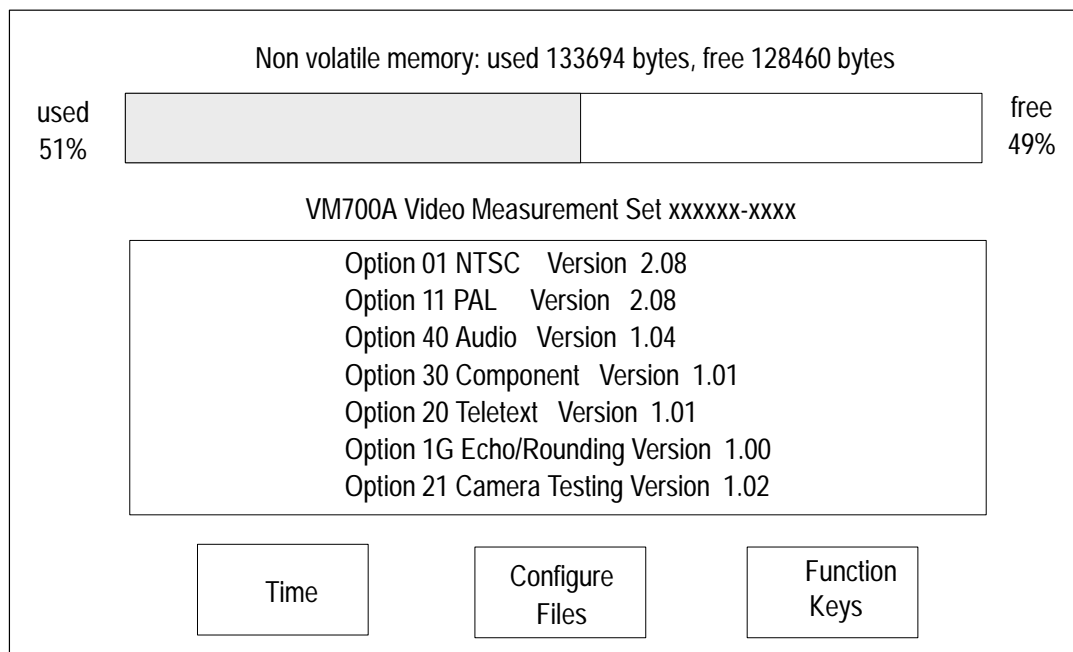 Non volatile memory: used 133694 bytes, free 128460 bytes
used
51%
free
49%
VM700A Video Measurement Set xxxxxx-xxxx
Option 01 NTSC Version 2.08
Option 11 PAL Version 2.08
Option 40 Audio Version 1.04
Option 30 Component Version 1.01
Option 20 Teletext Version 1.01
Option 1G Echo/Rounding Version 1.00
Option 21 Camera Testing Version 1.02
Time
Configure
Files
Function
Keys